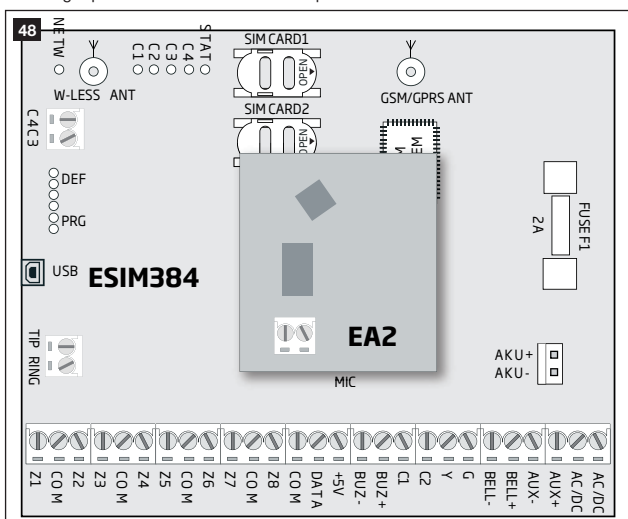 48
NETW
C1
C2
C3
C4
STAT
SIM CARD1
OPEN
W-LESS ANT
GSM/GPRS ANT
SIM CARD2
OPEN
C4 C3
DEF
PRG
FUSE F1
2A
USB
ESIM384
EA2
TIP RING
AKU+
AKU-
MIC
Z1
COM
Z2
Z3
COM
Z4
Z5
COM
Z6
Z7
COM
Z8
COM
DATA
+5V
BUZ-
BUZ+
C1
C2
Y
G
BELL-
BELL+
AUX-
AUX+
AC/DC
AC/DC